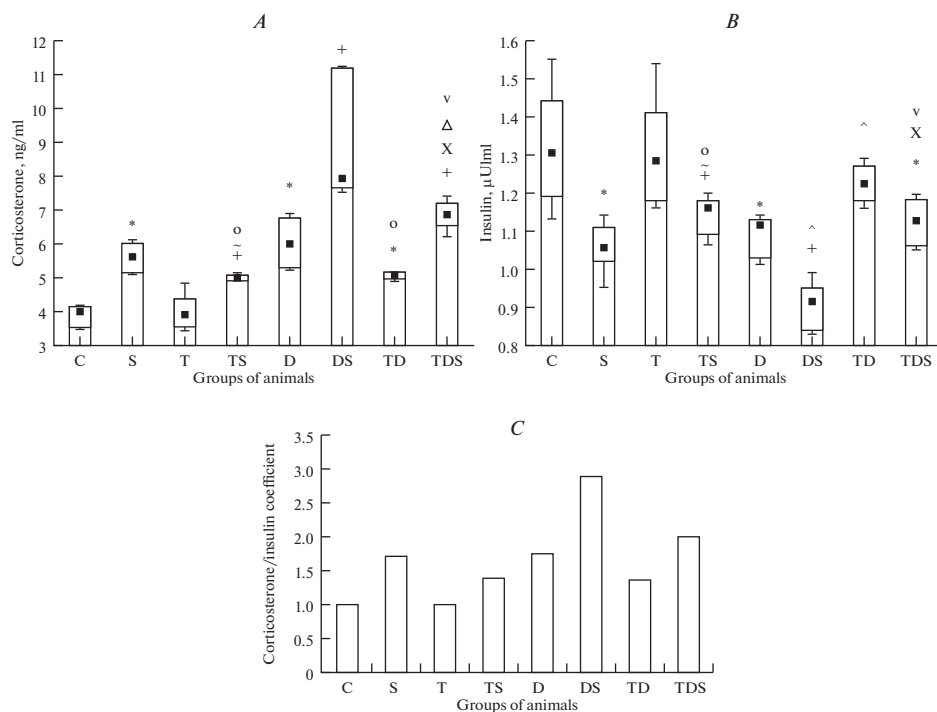 A
12
11
10
9
8
7
6
5
4
3
Corticosterone, ng/ml
*
o
~
+
*
+
o
*
v
Δ
X
+
C S T TS D DS TD TDS
Groups of animals
B
1.6
1.5
1.4
1.3
1.2
1.1
1.0
0.9
0.8
Insulin, μUlml
*
o
~
+
*
^
+
^
v
X
*
C S T TS D DS TD TDS
Groups of animals
C
3.5
3.0
2.5
2.0
1.5
1.0
0.5
0
Corticosterone/insulin coefficient
C S T TS D DS TD TDS
Groups of animals